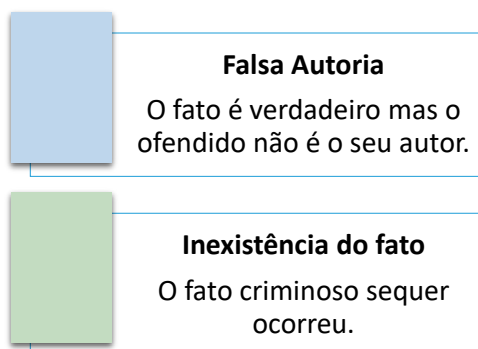 Falsa Autoria
O fato é verdadeiro mas o
ofendido não é o seu autor.
Inexistência do fato
O fato criminoso sequer
ocorreu.